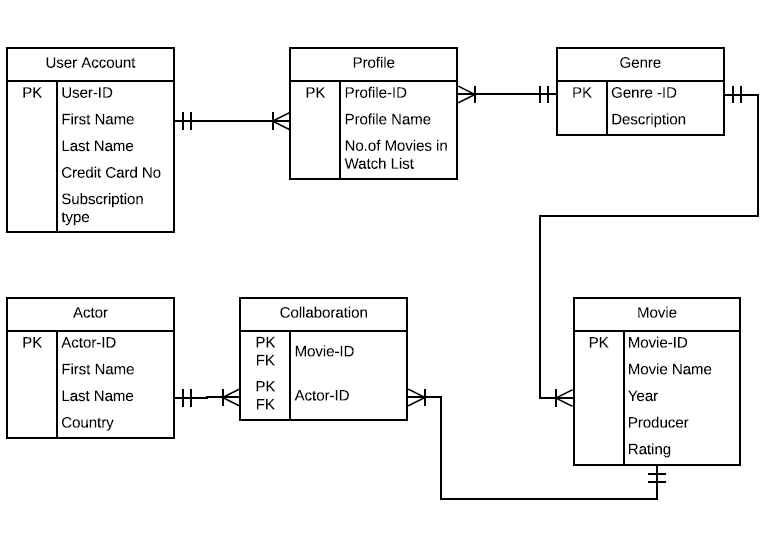 User Account
PK User-ID
First Name
Last Name
Credit Card No
Subscription
type
Profile
PK Profile-ID
Profile Name
No.of Movies in
Watch List
Genre
PK Genre -ID
Description
Actor
PK Actor-ID
First Name
Last Name
Country
Collaboration
PK
FK
Movie-ID
PK
FK
Actor-ID
Movie
PK Movie-ID
Movie Name
Year
Producer
Rating